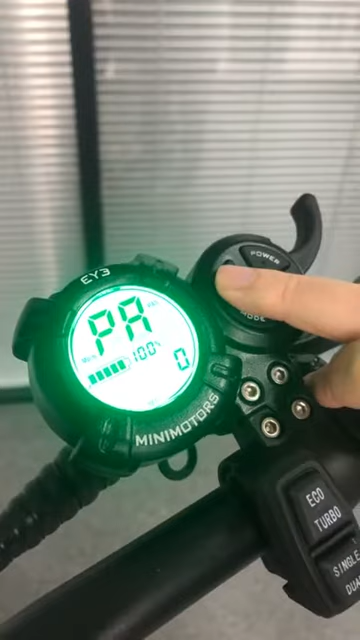 EY3
POWER
MODE
PA
100%
0
MINIMOTORS
ECO
TURBO
SINGLE
DUAL